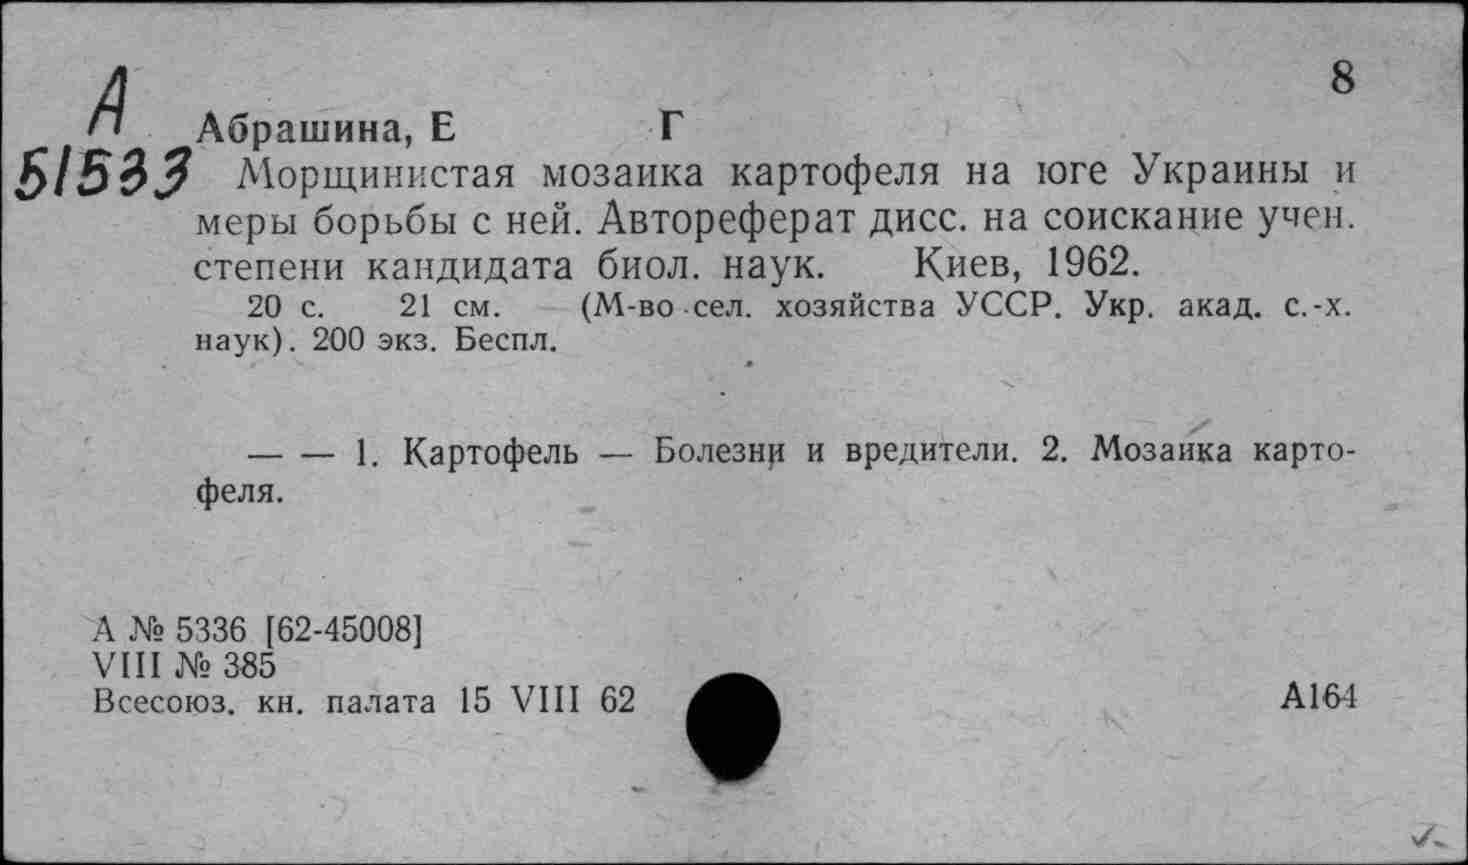 8
А
51533
Абрашина, Е Г
Морщинистая мозаика картофеля на юге Украины и
меры борьбы с ней. Автореферат дисс. на соискание учен.
степени кандидата биол. наук. Киев, 1962.
20 с. 21 см. (М-во сел. хозяйства УССР. Укр. акад. с.-х.
наук). 200 экз. Беспл.
— — 1. Картофель — Болезни и вредители. 2. Мозаика карто-
феля.
А № 5336 [62-45008]
VIII № 385
Всесоюз. кн. палата 15 VIII 62
А164